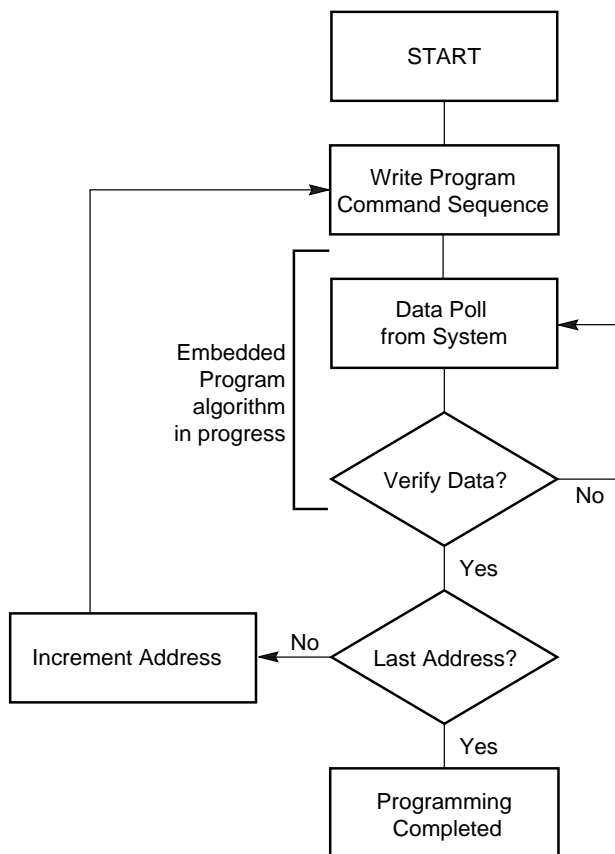 START
Write Program
Command Sequence
Data Poll
from System
Embedded
Program
algorithm
in progress
Verify Data?
No
Yes
Increment Address
No
Last Address?
Yes
Programming
Completed